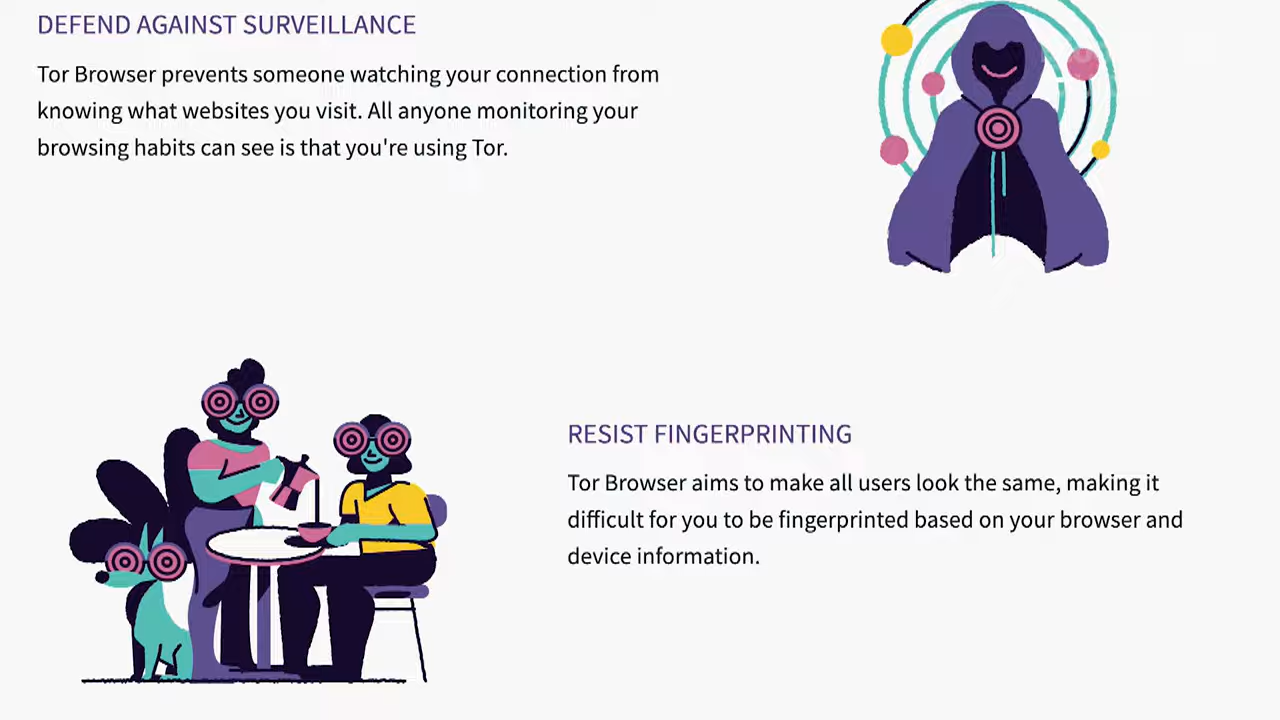 DEFEND AGAINST SURVEILLANCE
Tor Browser prevents someone watching your connection from
knowing what websites you visit. All anyone monitoring your
browsing habits can see is that you're using Tor.
RESIST FINGERPRINTING
Tor Browser aims to make all users look the same, making it
difficult for you to be fingerprinted based on your browser and
device information.